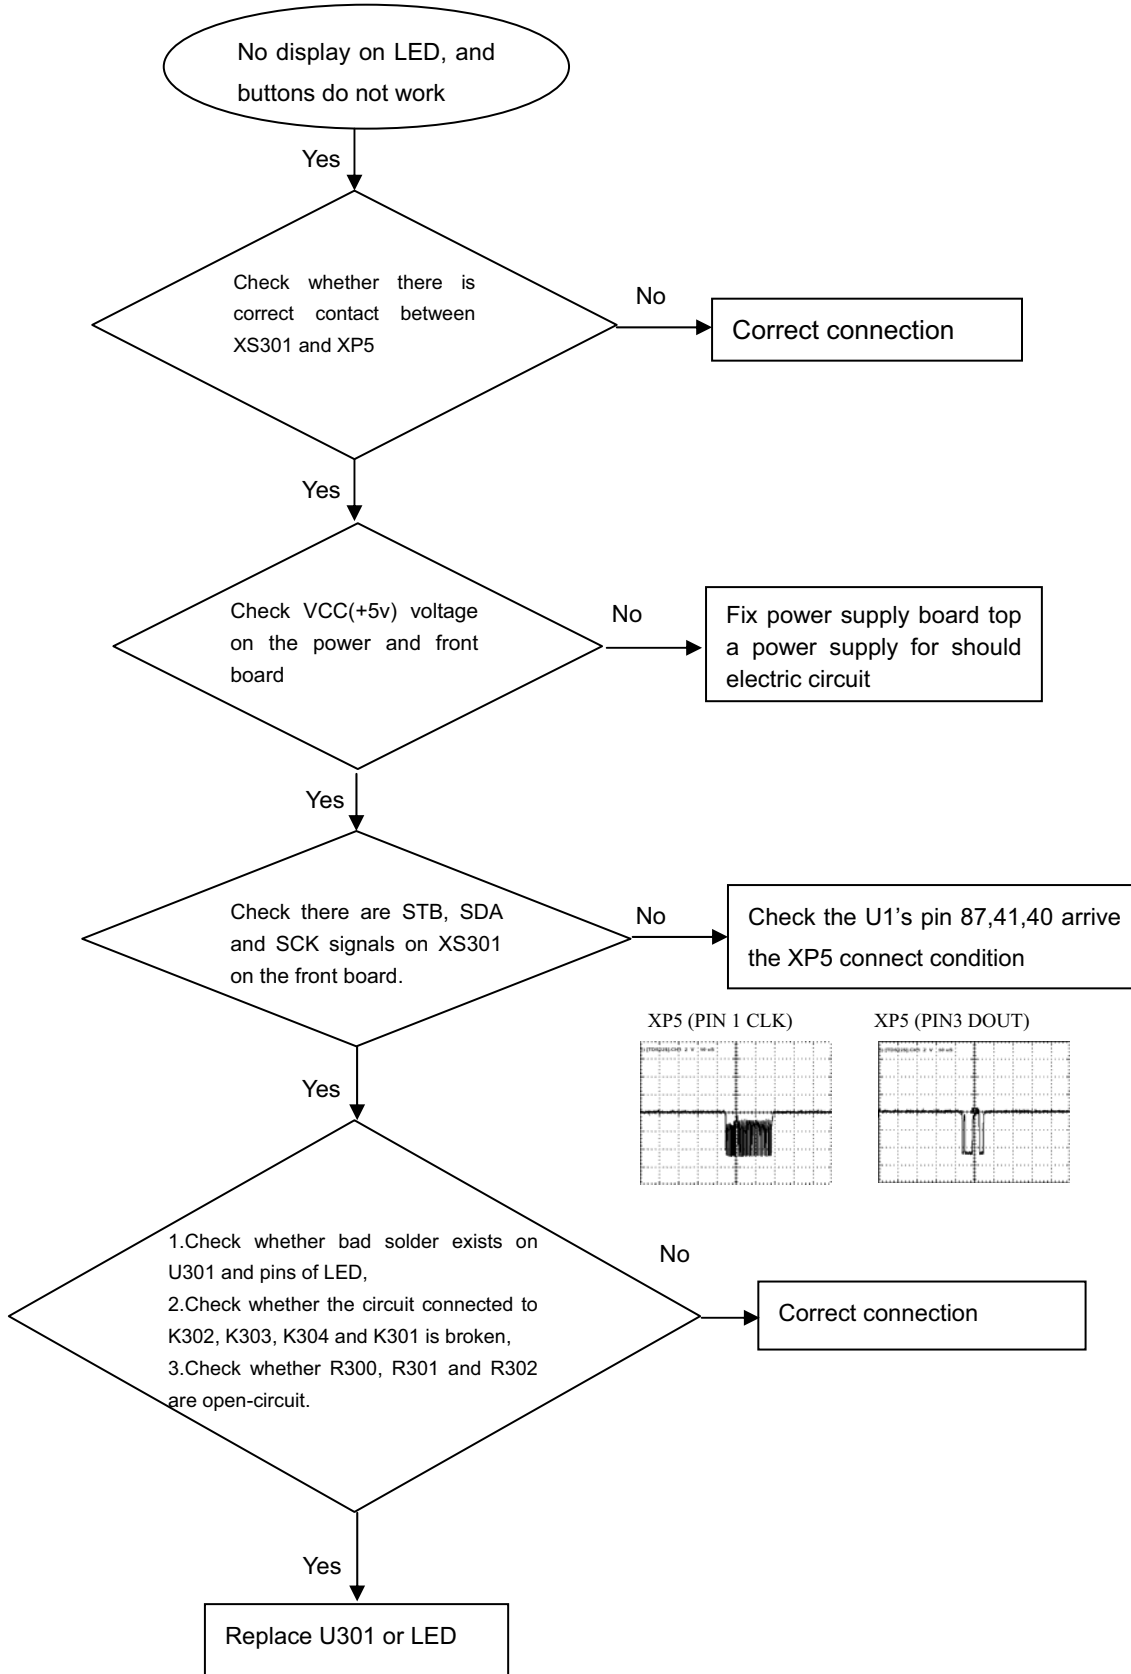 No display on LED, and
buttons do not work
Yes
Check whether there is
correct contact between
XS301 and XP5
No
Correct connection
Yes
Check VCC(+5v) voltage
on the power and front
board
No
Fix power supply board top
a power supply for should
electric circuit
Yes
Check there are STB, SDA
and SCK signals on XS301
on the front board.
No
Check the U1's pin 87,41,40 arrive
the XP5 connect condition
XP5 (PIN 1 CLK)
XP5 (PIN3 DOUT)
Yes
1.Check whether bad solder exists on
U301 and pins of LED,
2.Check whether the circuit connected to
K302, K303, K304 and K301 is broken,
3.Check whether R300, R301 and R302
are open-circuit.
No
Correct connection
Yes
Replace U301 or LED